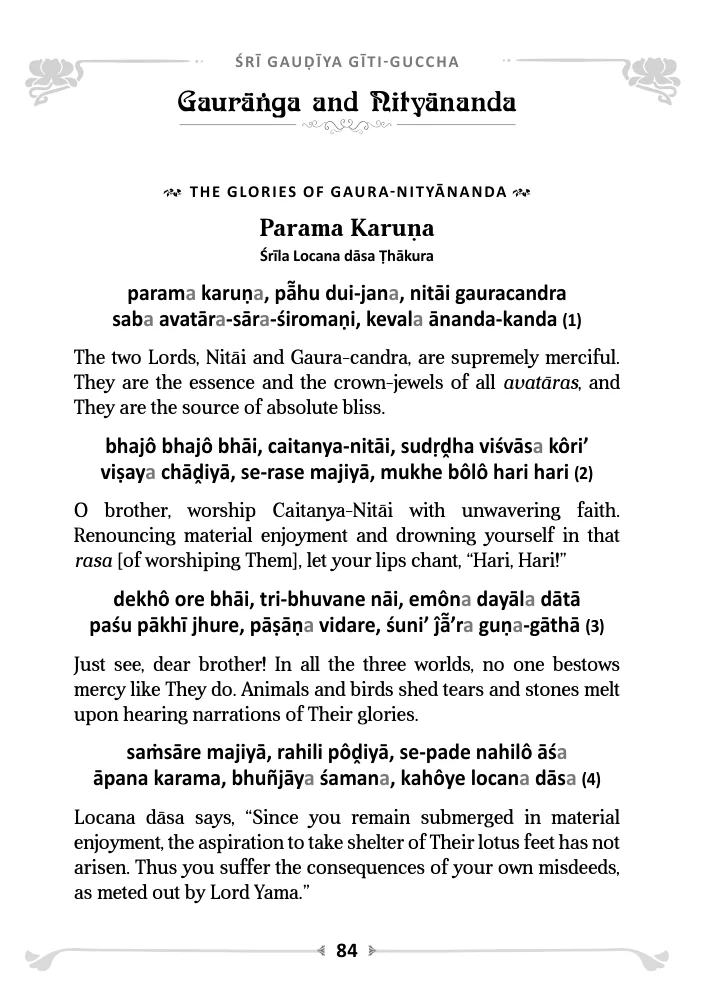 ŚRĪ GAUḌĪYA GĪTI-GUCCHA
Gaurāṅga and Nityānanda
THE GLORIES OF GAURA-NITYĀNANDA
Parama Karuṇa
Śrīla Locana dāsa Ṭhākura
parama karuṇa, pā̃hu dui-jana, nitāi gauracandra
saba avatāra-sāra-śiromaṇi, kevala ānanda-kanda (1)
The two Lords, Nitāi and Gaura-candra, are supremely merciful.
They are the essence and the crown-jewels of all avatāras, and
They are the source of absolute bliss.
bhajô bhajô bhāi, caitanya-nitāi, sudṛḍha viśvāsa kôri’
viṣaya chāḓiyā, se-rase majiyā, mukhe bôlô hari hari (2)
O brother, worship Caitanya-Nitāi with unwavering faith.
Renouncing material enjoyment and drowning yourself in that
rasa [of worshiping Them], let your lips chant, “Hari, Hari!”
dekhô ore bhāi, tri-bhuvane nāi, emôna dayāla dātā
paśu pākhī jhure, pāṣāṇa vidare, śuni’ ĵā̃’ra guṇa-gāthā (3)
Just see, dear brother! In all the three worlds, no one bestows
mercy like They do. Animals and birds shed tears and stones melt
upon hearing narrations of Their glories.
saṁsāre majiyā, rahili pôḓiyā, se-pade nahilô āśa
āpana karama, bhuñjāya śamana, kahôye locana dāsa (4)
Locana dāsa says, “Since you remain submerged in material
enjoyment, the aspiration to take shelter of Their lotus feet has not
arisen. Thus you suffer the consequences of your own misdeeds,
as meted out by Lord Yama.”
84